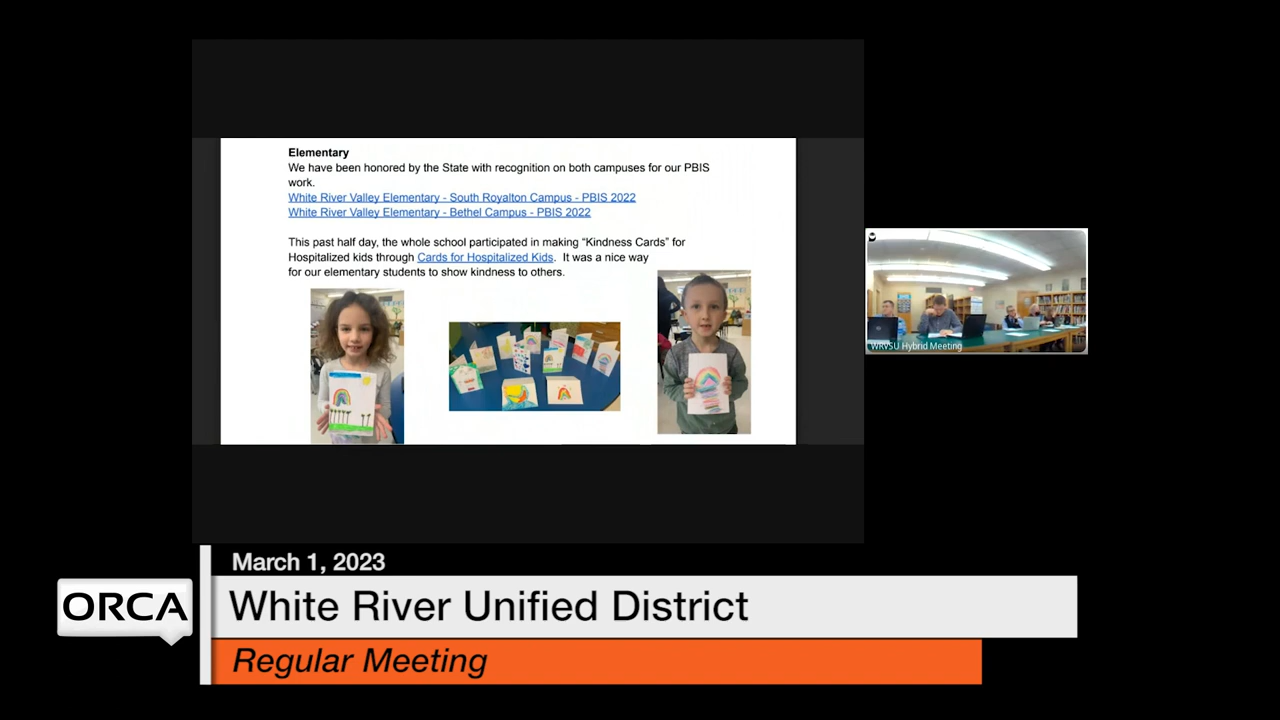 Elementary
We have been honored by the State with recognition on both campuses for our PBIS
work.
White River Valley Elementary - South Royalton Campus - PBIS 2022
White River Valley Elementary - Bethel Campus - PBIS 2022
This past half day, the whole school participated in making “Kindness Cards” for
Hospitalized kids through Cards for Hospitalized Kids. It was a nice way
for our elementary students to show kindness to others.
WRVSU Hybrid Meeting
March 1, 2023
ORCA
White River Unified District
Regular Meeting